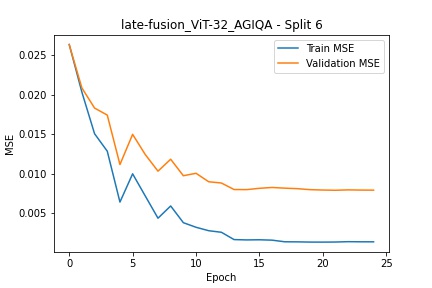 late-fusion_ViT-32_AGIQA - Split 6
Train MSE
Validation MSE
0.025
0.020
0.015
0.010
0.005
MSE
0 5 10 15 20 25
Epoch